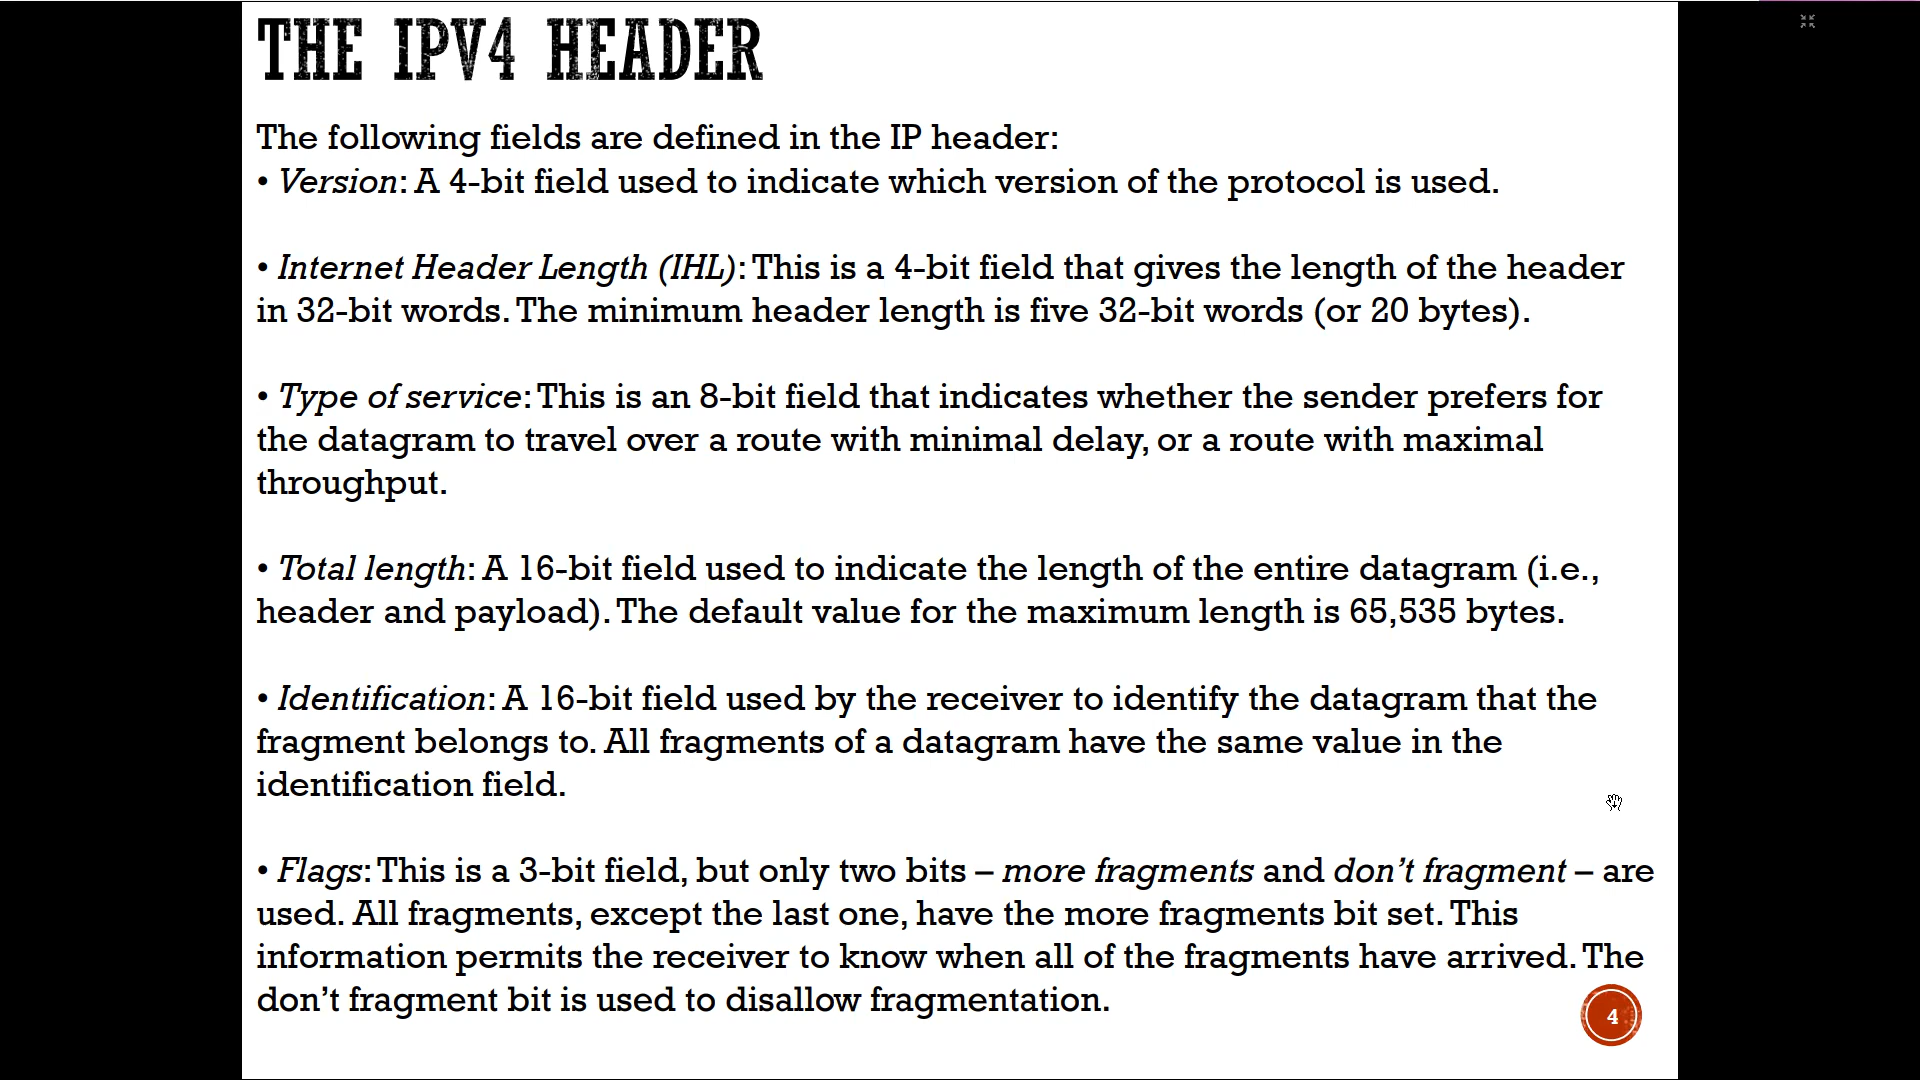 THE IPV4 HEADER
The following fields are defined in the IP header:
• Version: A 4-bit field used to indicate which version of the protocol is used.
• Internet Header Length (IHL): This is a 4-bit field that gives the length of the header
in 32-bit words. The minimum header length is five 32-bit words (or 20 bytes).
• Type of service: This is an 8-bit field that indicates whether the sender prefers for
the datagram to travel over a route with minimal delay, or a route with maximal
throughput.
• Total length: A 16-bit field used to indicate the length of the entire datagram (i.e.,
header and payload). The default value for the maximum length is 65,535 bytes.
• Identification: A 16-bit field used by the receiver to identify the datagram that the
fragment belongs to. All fragments of a datagram have the same value in the
identification field.
• Flags: This is a 3-bit field, but only two bits – more fragments and don’t fragment – are
used. All fragments, except the last one, have the more fragments bit set. This
information permits the receiver to know when all of the fragments have arrived. The
don’t fragment bit is used to disallow fragmentation.
4